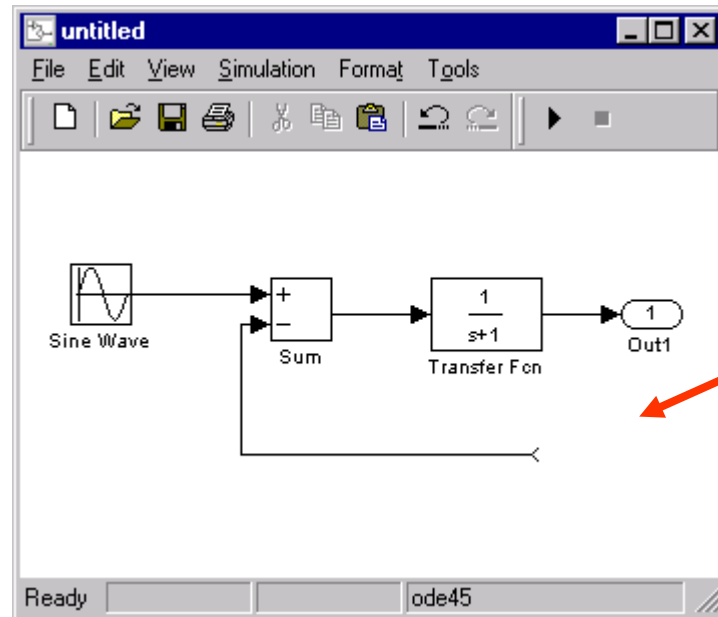 untitled
File Edit View Simulation Format Tools
+
−
1
s+1
1
Sine Wave
Sum
Transfer Fcn
Out1
Ready ode45